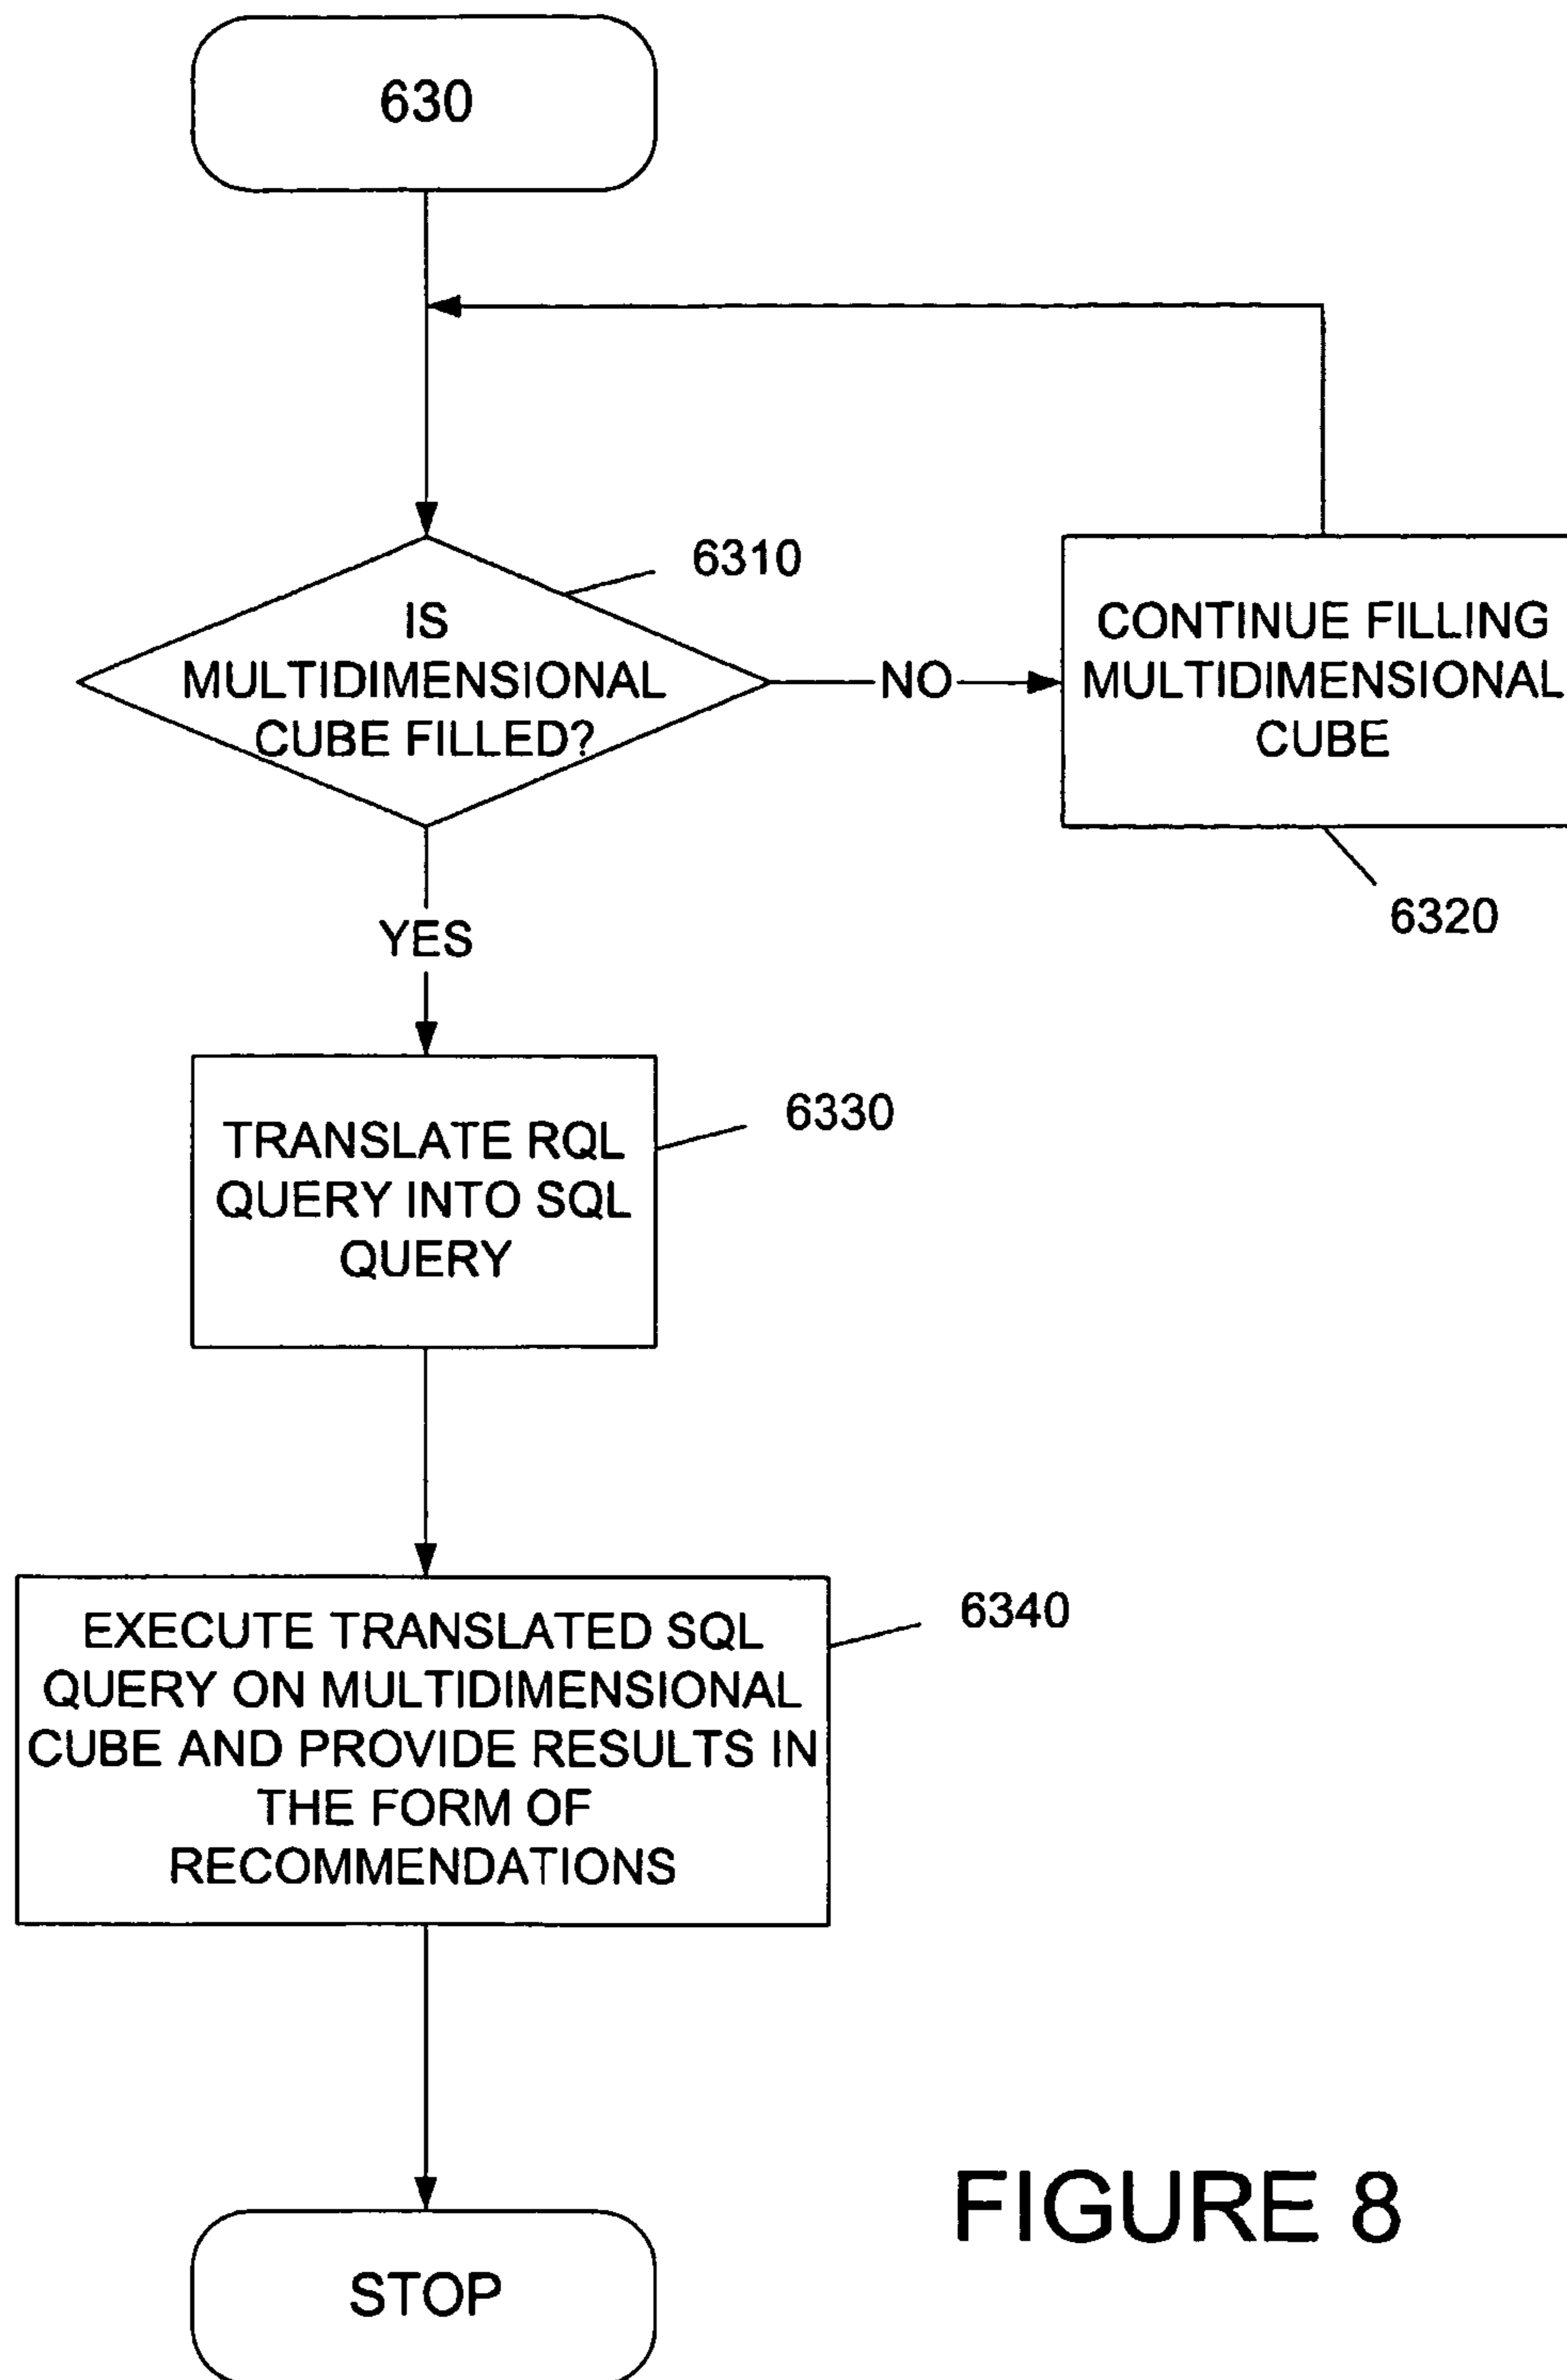 630
6310
IS
MULTIDIMENSIONAL
CUBE FILLED?
NO
CONTINUE FILLING
MULTIDIMENSIONAL
CUBE
6320
YES
6330
TRANSLATE RQL
QUERY INTO SQL
QUERY
6340
EXECUTE TRANSLATED SQL
QUERY ON MULTIDIMENSIONAL
CUBE AND PROVIDE RESULTS IN
THE FORM OF
RECOMMENDATIONS
FIGURE 8
STOP